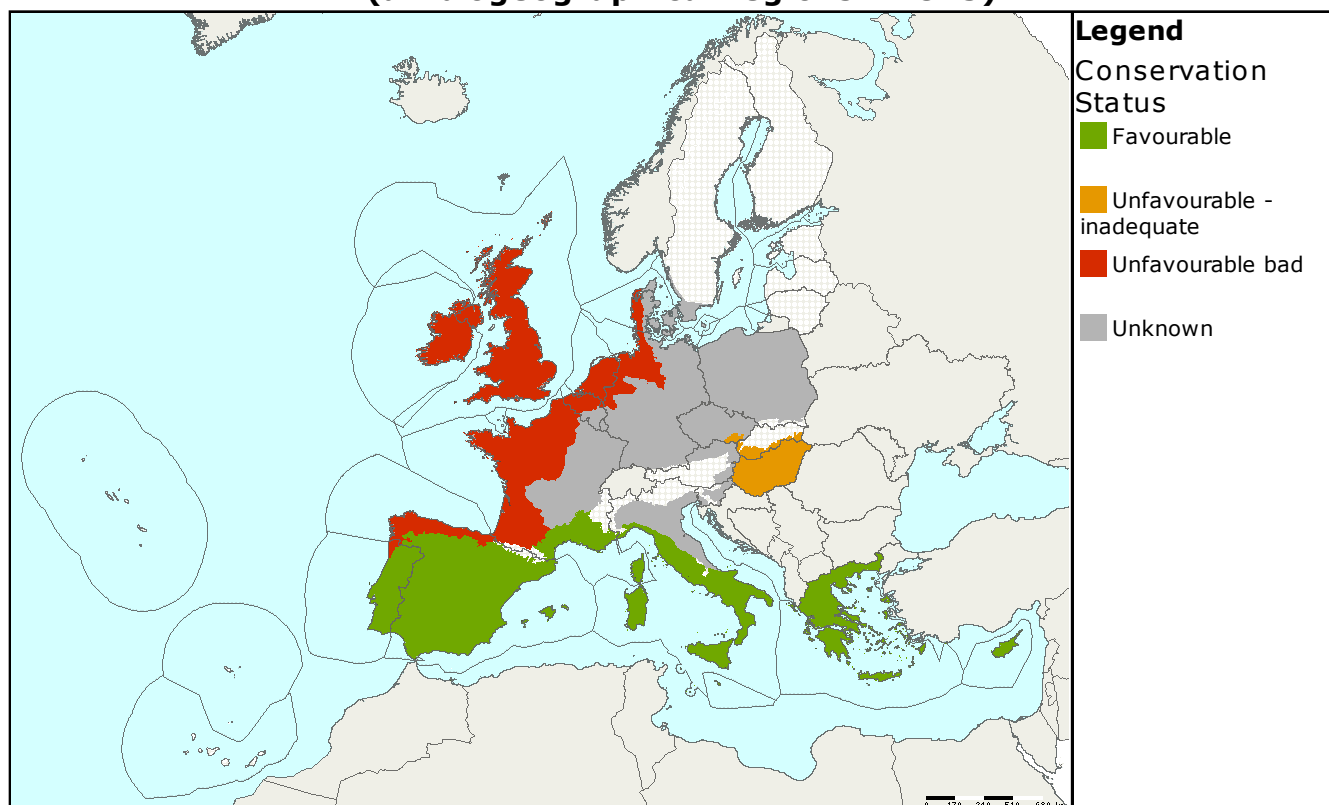 Legend
Conservation
Status
Favourable
Unfavourable -
inadequate
Unfavourable bad
Unknown